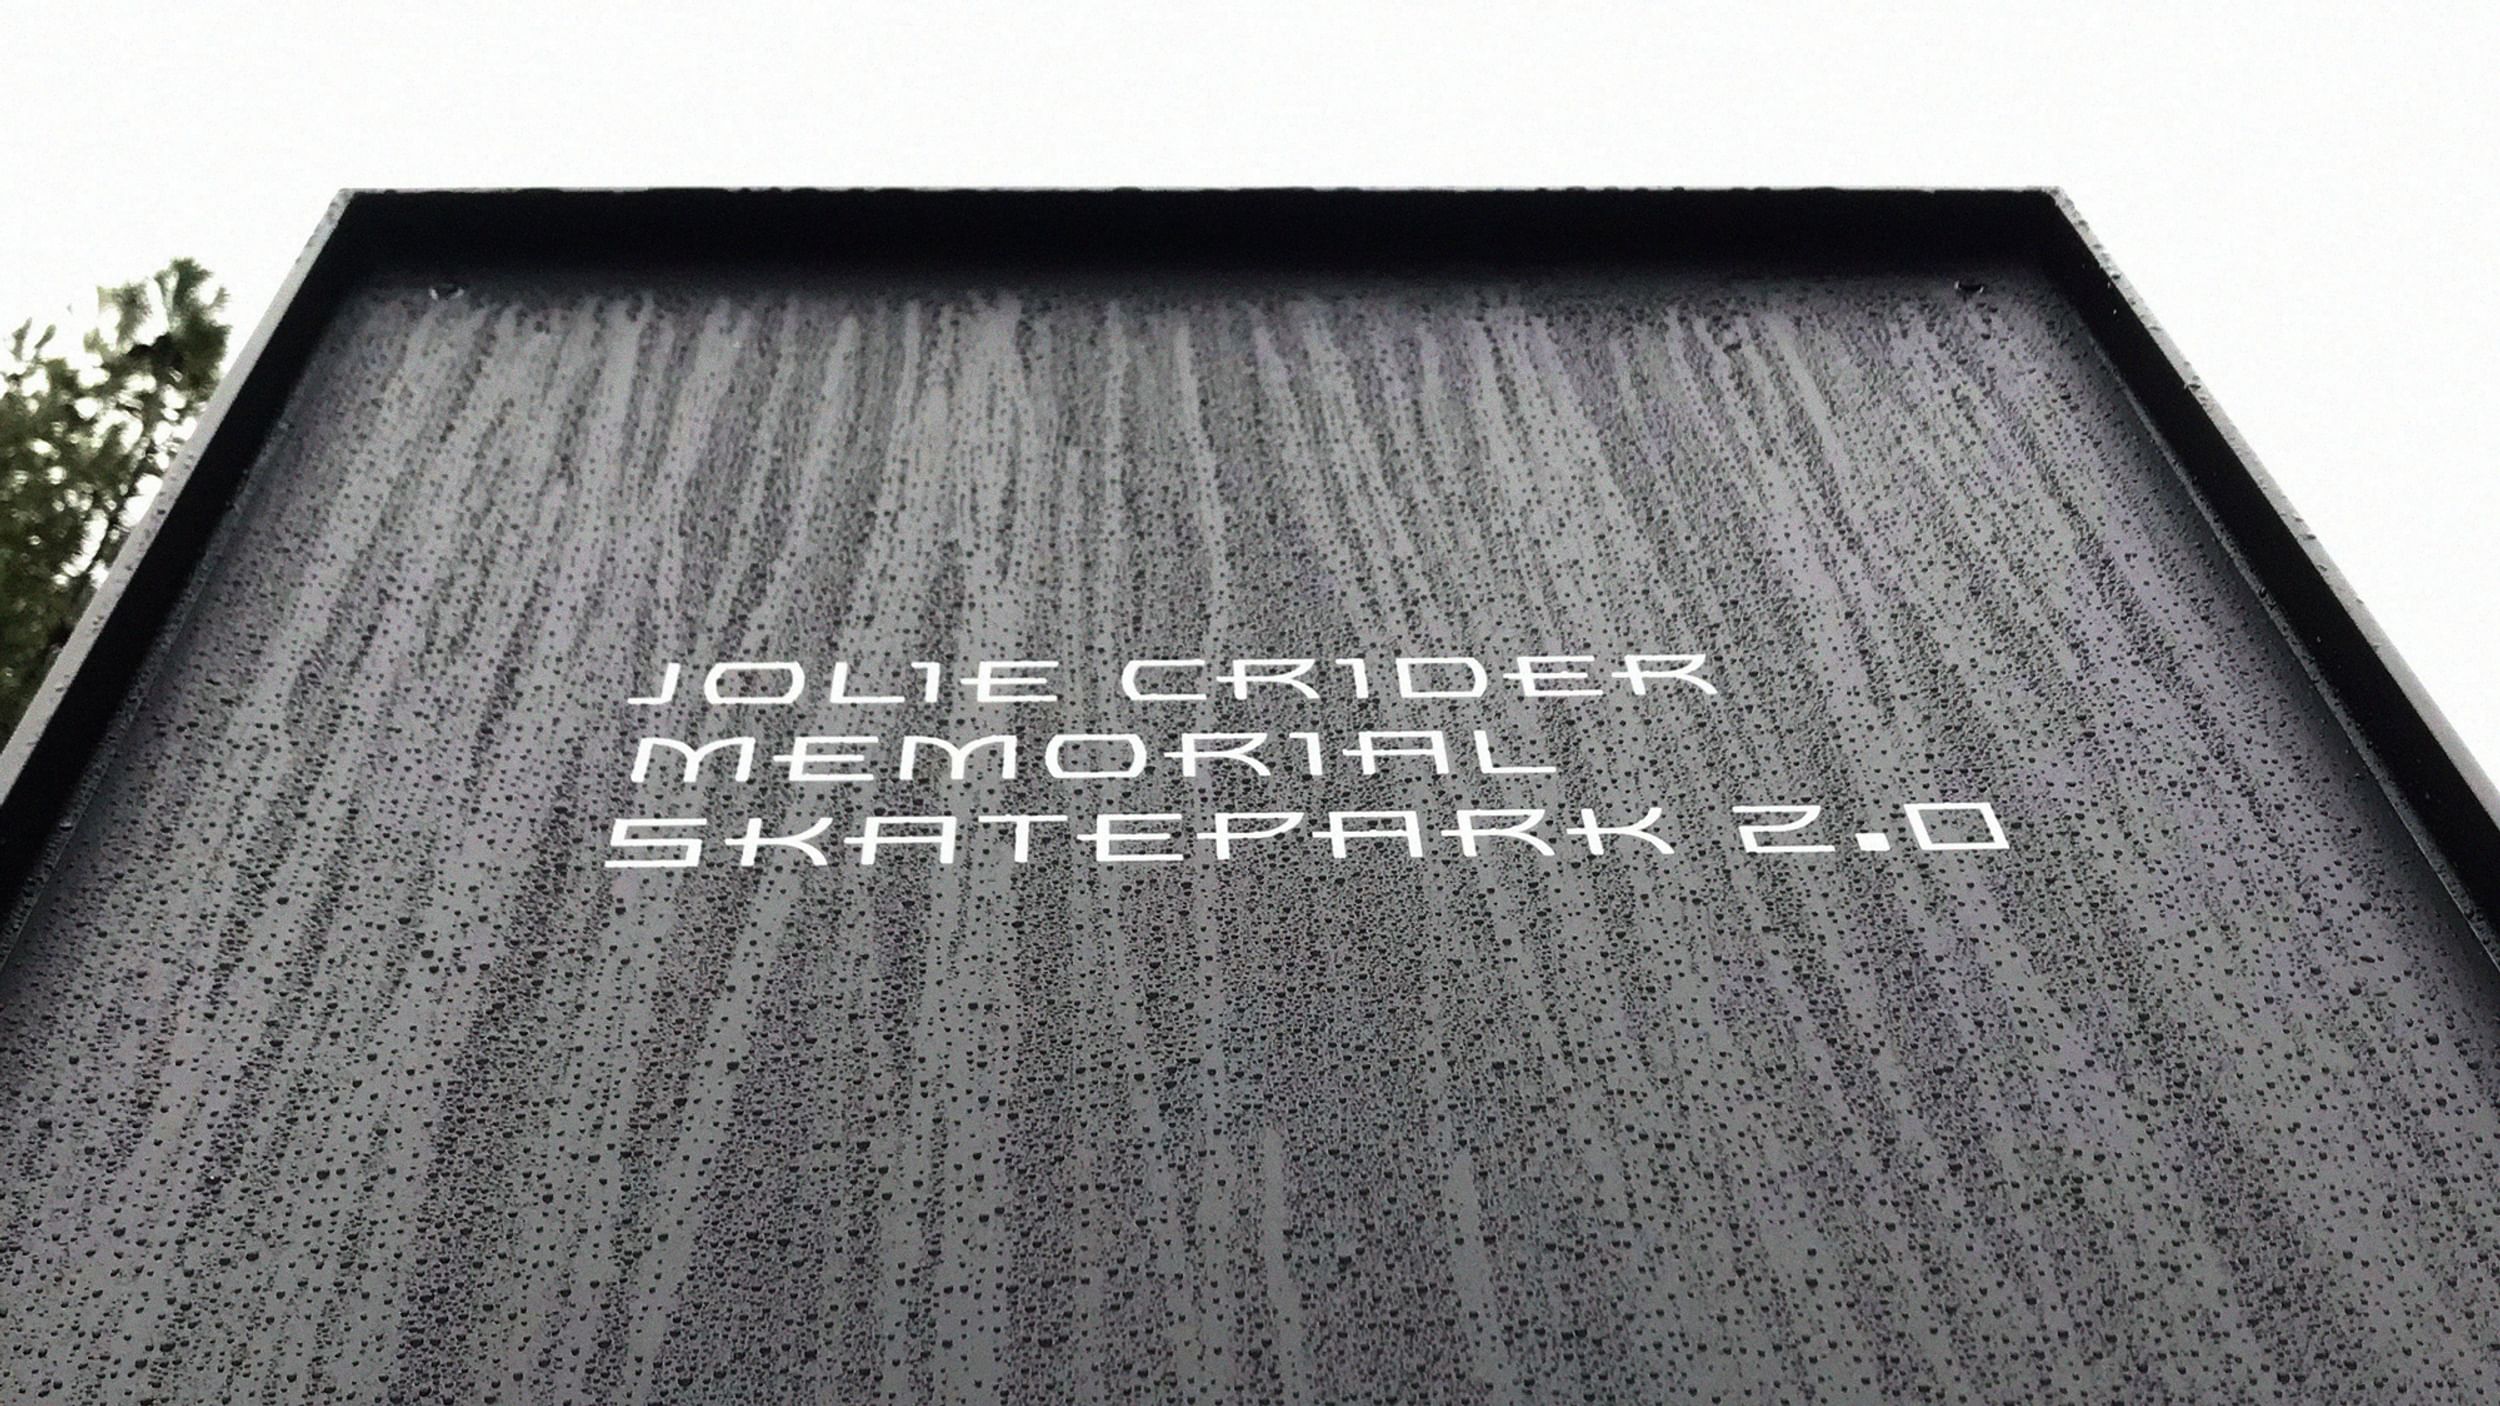 JOLIE CRIDER
MEMORIAL
SKATEPARK 2.0